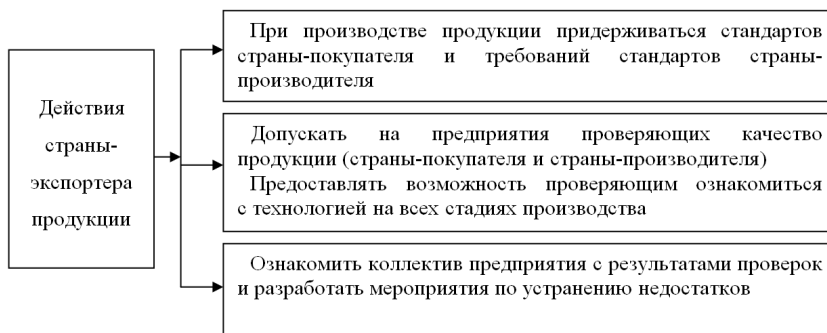 Действия
страны-
экспортера
продукции
При производстве продукции придерживаться стандартов
страны-покупателя и требований стандартов страны-
производителя
Допускать на предприятия проверяющих качество
продукции (страны-покупателя и страны-производителя)
Предоставлять возможность проверяющим ознакомиться
с технологией на всех стадиях производства
Ознакомить коллектив предприятия с результатами проверок
и разработать мероприятия по устранению недостатков